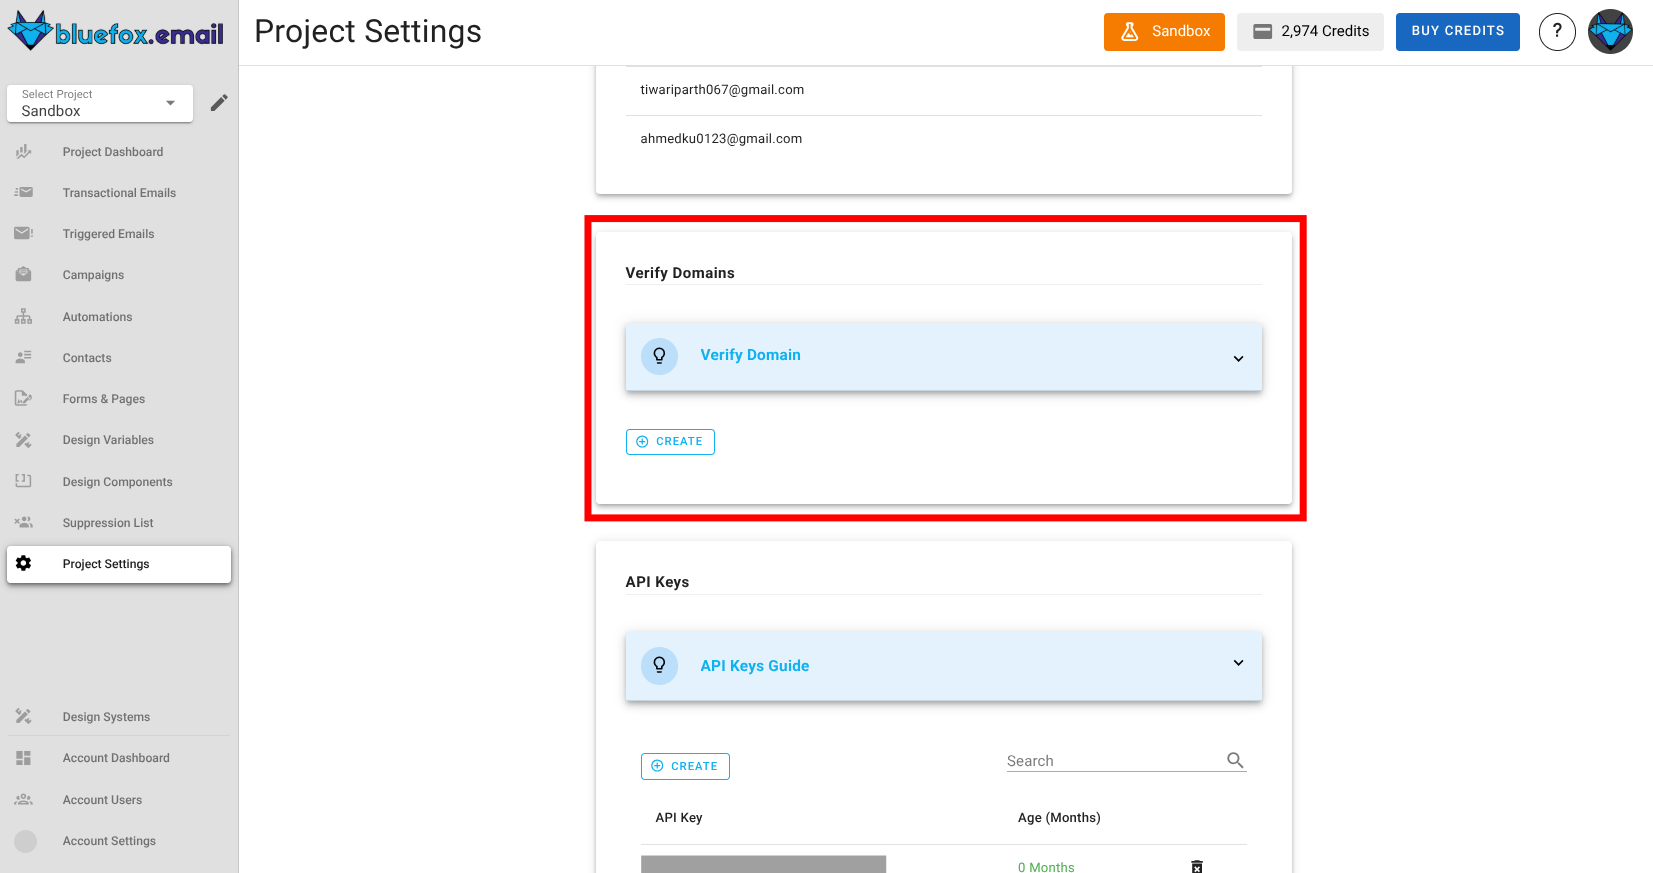 bluefox.email
Project Settings
Sandbox
2,974 Credits
BUY CREDITS
?
Select Project
Sandbox
Project Dashboard
Transactional Emails
Triggered Emails
Campaigns
Automations
Contacts
Forms & Pages
Design Variables
Design Components
Suppression List
Project Settings
Design Systems
Account Dashboard
Account Users
Account Settings
tiwariparth067@gmail.com
ahmedku0123@gmail.com
Verify Domains
Verify Domain
CREATE
API Keys
API Keys Guide
CREATE
Search
API Key
Age (Months)
0 Months